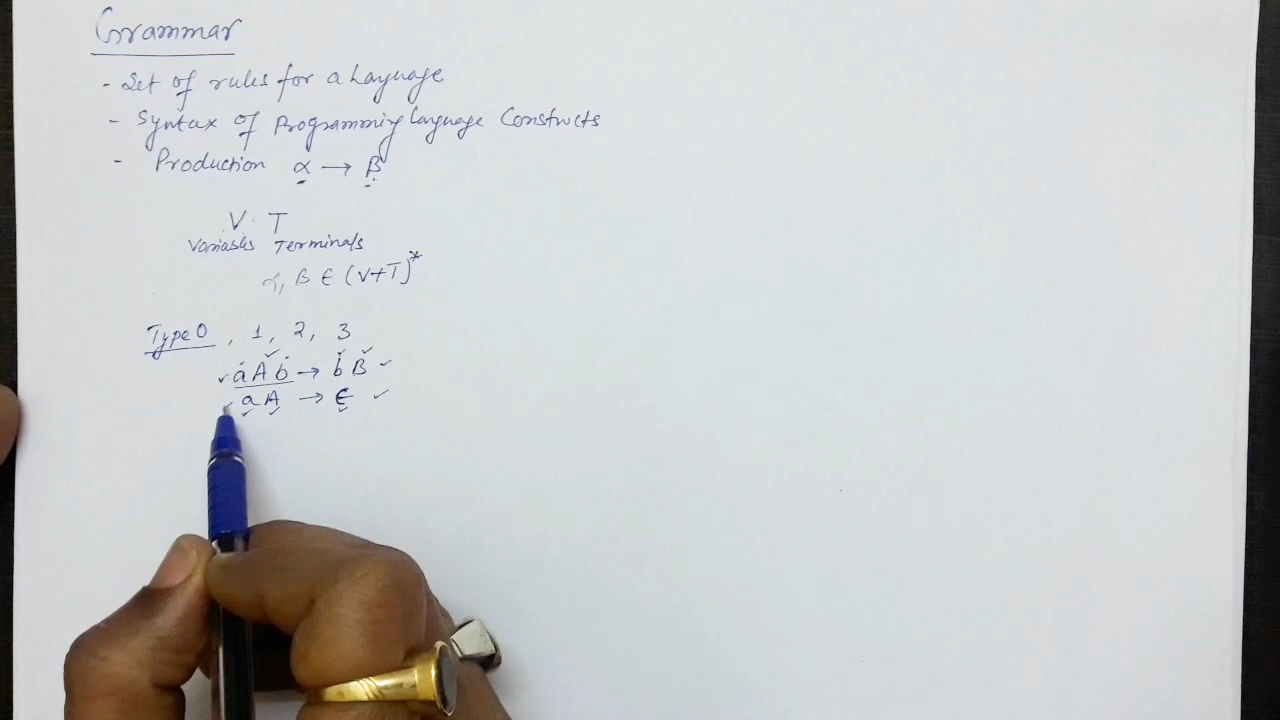 Grammar
- Set of rules for a Language
- Syntax of Programming language Constructs
- Production α → β
V T
Variables Terminals
α, β ∈ (V+T)*
Type 0, 1, 2, 3
✓ aAb → bB ✓
✓ aA → ϵ ✓